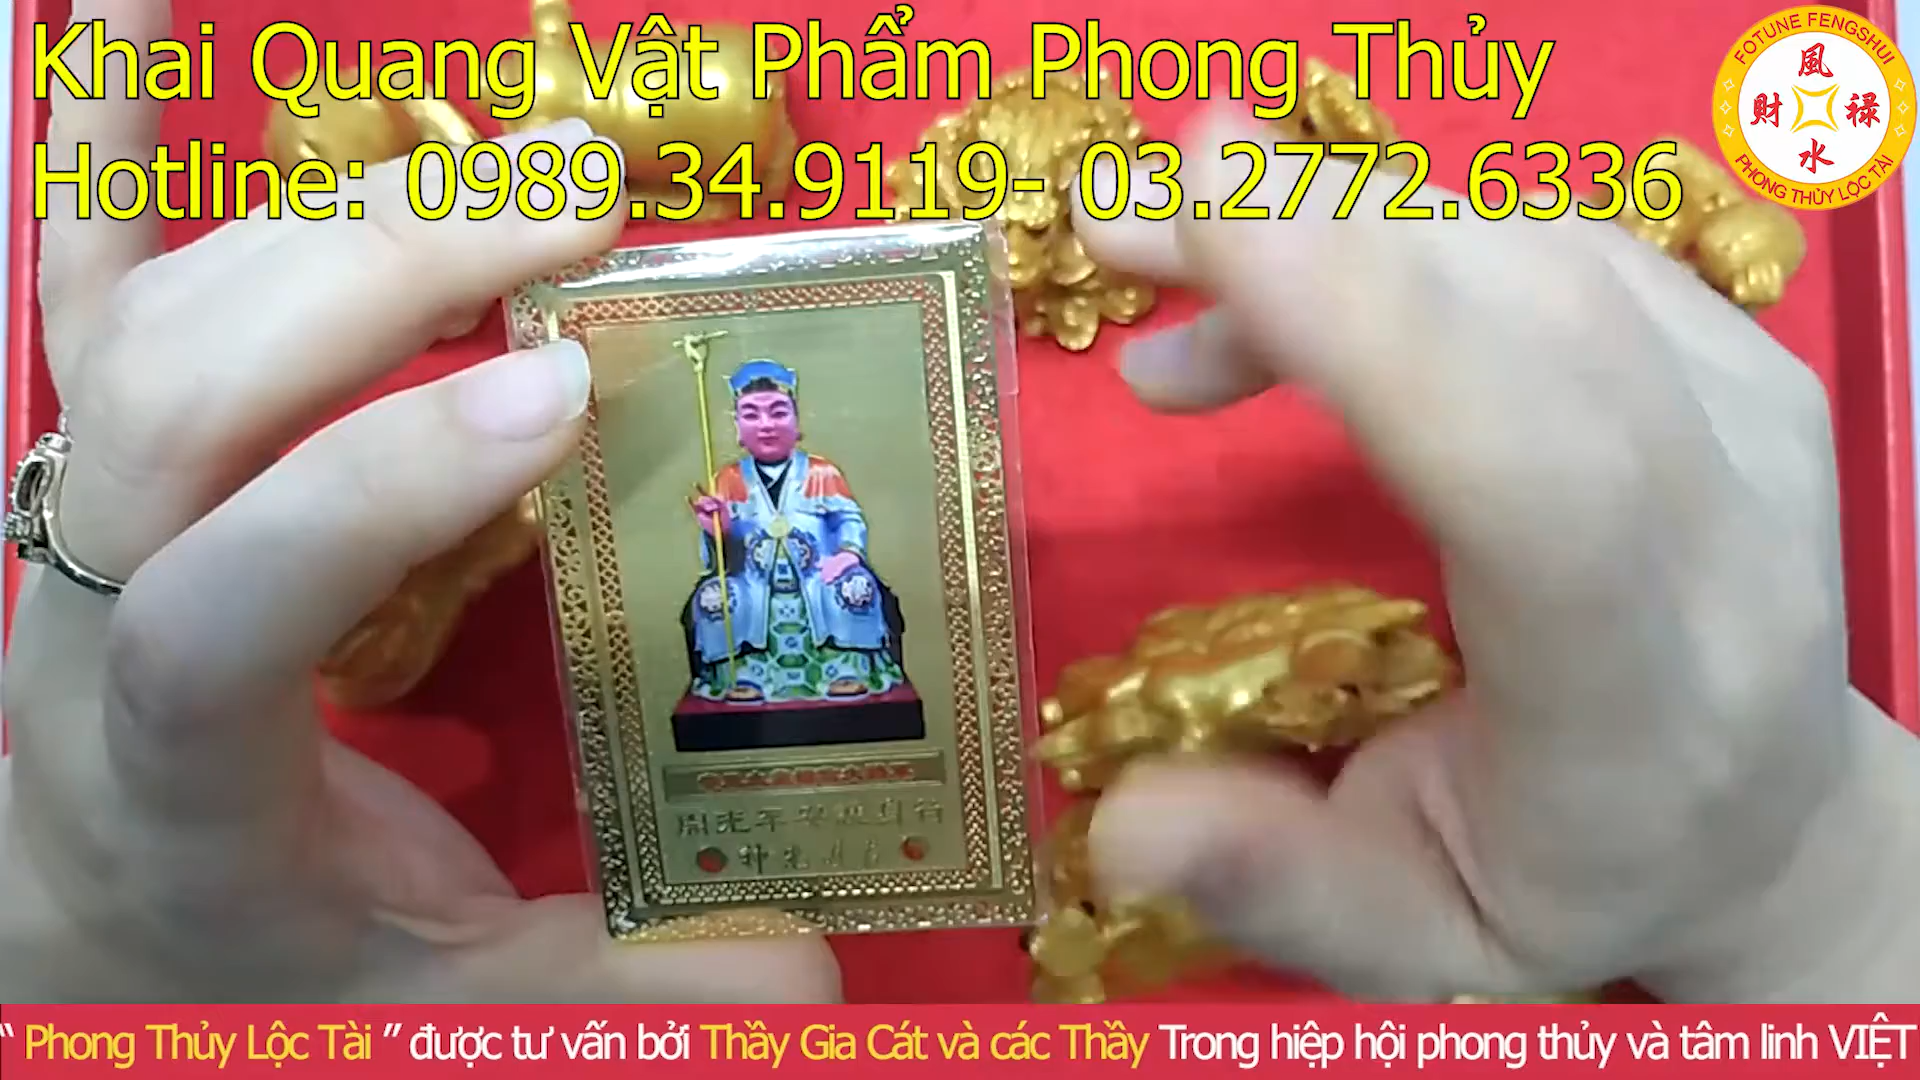 Khai Quang Vật Phẩm Phong Thủy
Hotline: 0989.34.9119- 03.2772.6336
FOTUNE FENGSHUI
風
財 禄
水
PHONG THỦY LỘC TÀI
“ Phong Thủy Lộc Tài ” được tư vấn bởi Thầy Gia Cát và các Thầy Trong hiệp hội phong thủy và tâm linh VIỆT